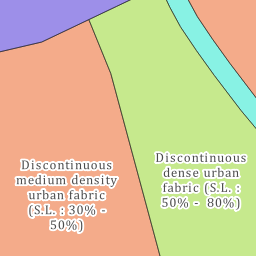 Discontinuous
medium density
urban fabric
(S.L. : 30% -
50%)
Discontinuous
dense urban
fabric (S.L. :
50% -  80%)